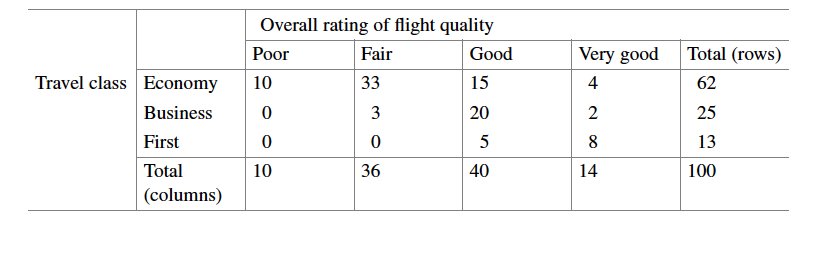 Overall rating of flight quality
Poor Fair Good Very good Total (rows)
Travel class Economy 10 33 15 4 62
Business 0 3 20 2 25
First 0 0 5 8 13
Total 10 36 40 14 100
(columns)